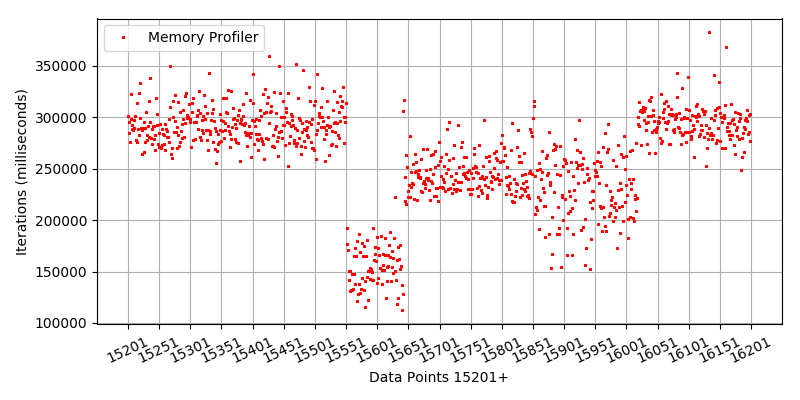 Memory Profiler
350000
300000
250000
200000
150000
100000
Iterations (milliseconds)
15201 15251 15301 15351 15401 15451 15501 15551 15601 15651 15701 15751 15801 15851 15901 15951 16001 16051 16101 16151 16201
Data Points 15201+